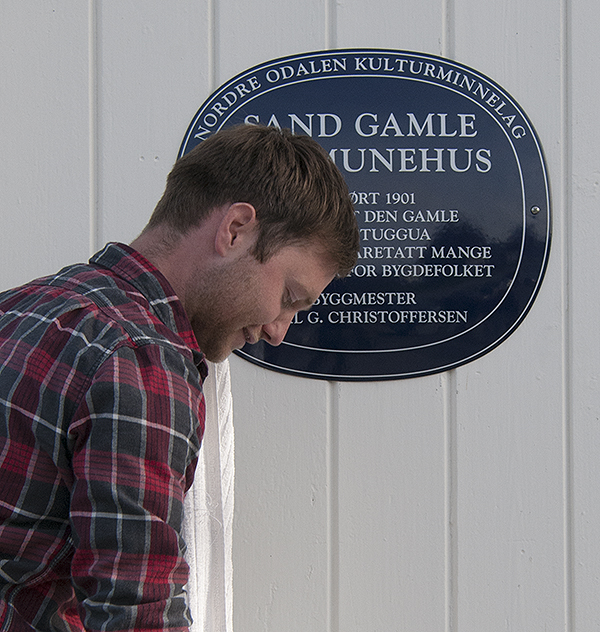 NORDRE ODALEN KULTURMINNELAG
SAND GAMLE
MUNEHUS
ØRT 1901
T DEN GAMLE
TUGGUA
ARETATT MANGE
FOR BYGDEFOLKET
BYGGMESTER
L G. CHRISTOFFERSEN